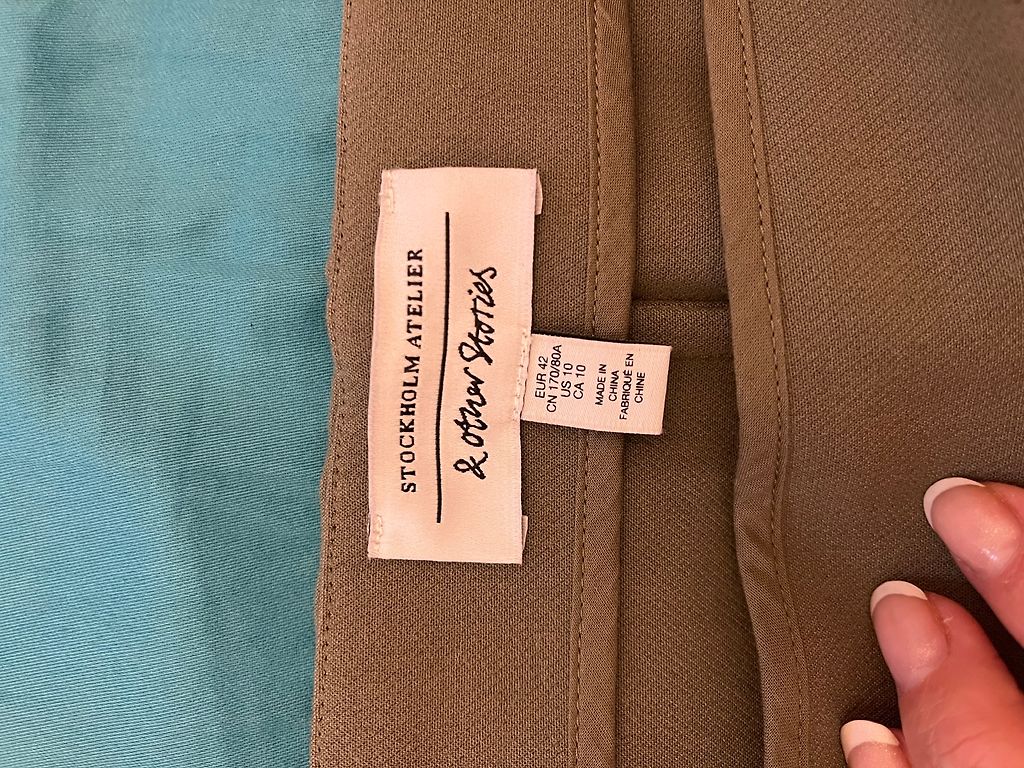 STOCKHOLM ATELIER
& other Stories
EUR 42
CN 170/80A
US 10
CA 10
MADE IN
CHINA
FABRIQUÉ EN
CHINE